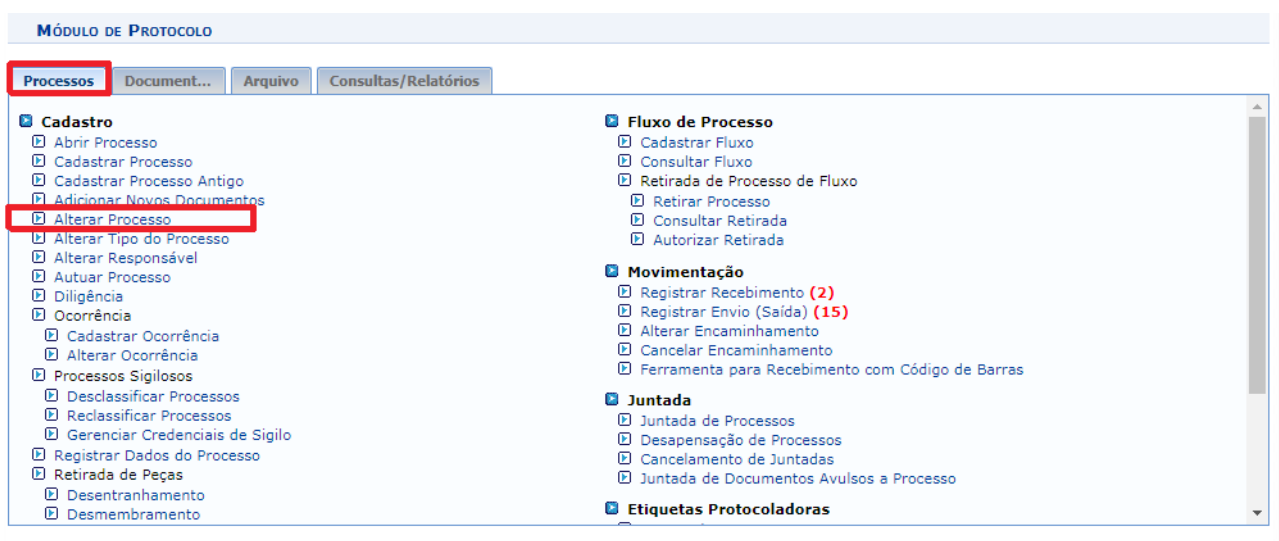 Módulo de Protocolo
Processos Document... Arquivo Consultas/Relatórios
Cadastro
Abrir Processo
Cadastrar Processo
Cadastrar Processo Antigo
Adicionar Novos Documentos
Alterar Processo
Alterar Tipo do Processo
Alterar Responsável
Autuar Processo
Diligência
Ocorrência
Cadastrar Ocorrência
Alterar Ocorrência
Processos Sigilosos
Desclassificar Processos
Reclassificar Processos
Gerenciar Credenciais de Sigilo
Registrar Dados do Processo
Retirada de Peças
Desentranhamento
Desmembramento
Fluxo de Processo
Cadastrar Fluxo
Consultar Fluxo
Retirada de Processo de Fluxo
Retirar Processo
Consultar Retirada
Autorizar Retirada
Movimentação
Registrar Recebimento (2)
Registrar Envio (Saída) (15)
Alterar Encaminhamento
Cancelar Encaminhamento
Ferramenta para Recebimento com Código de Barras
Juntada
Juntada de Processos
Desapensação de Processos
Cancelamento de Juntadas
Juntada de Documentos Avulsos a Processo
Etiquetas Protocoladoras